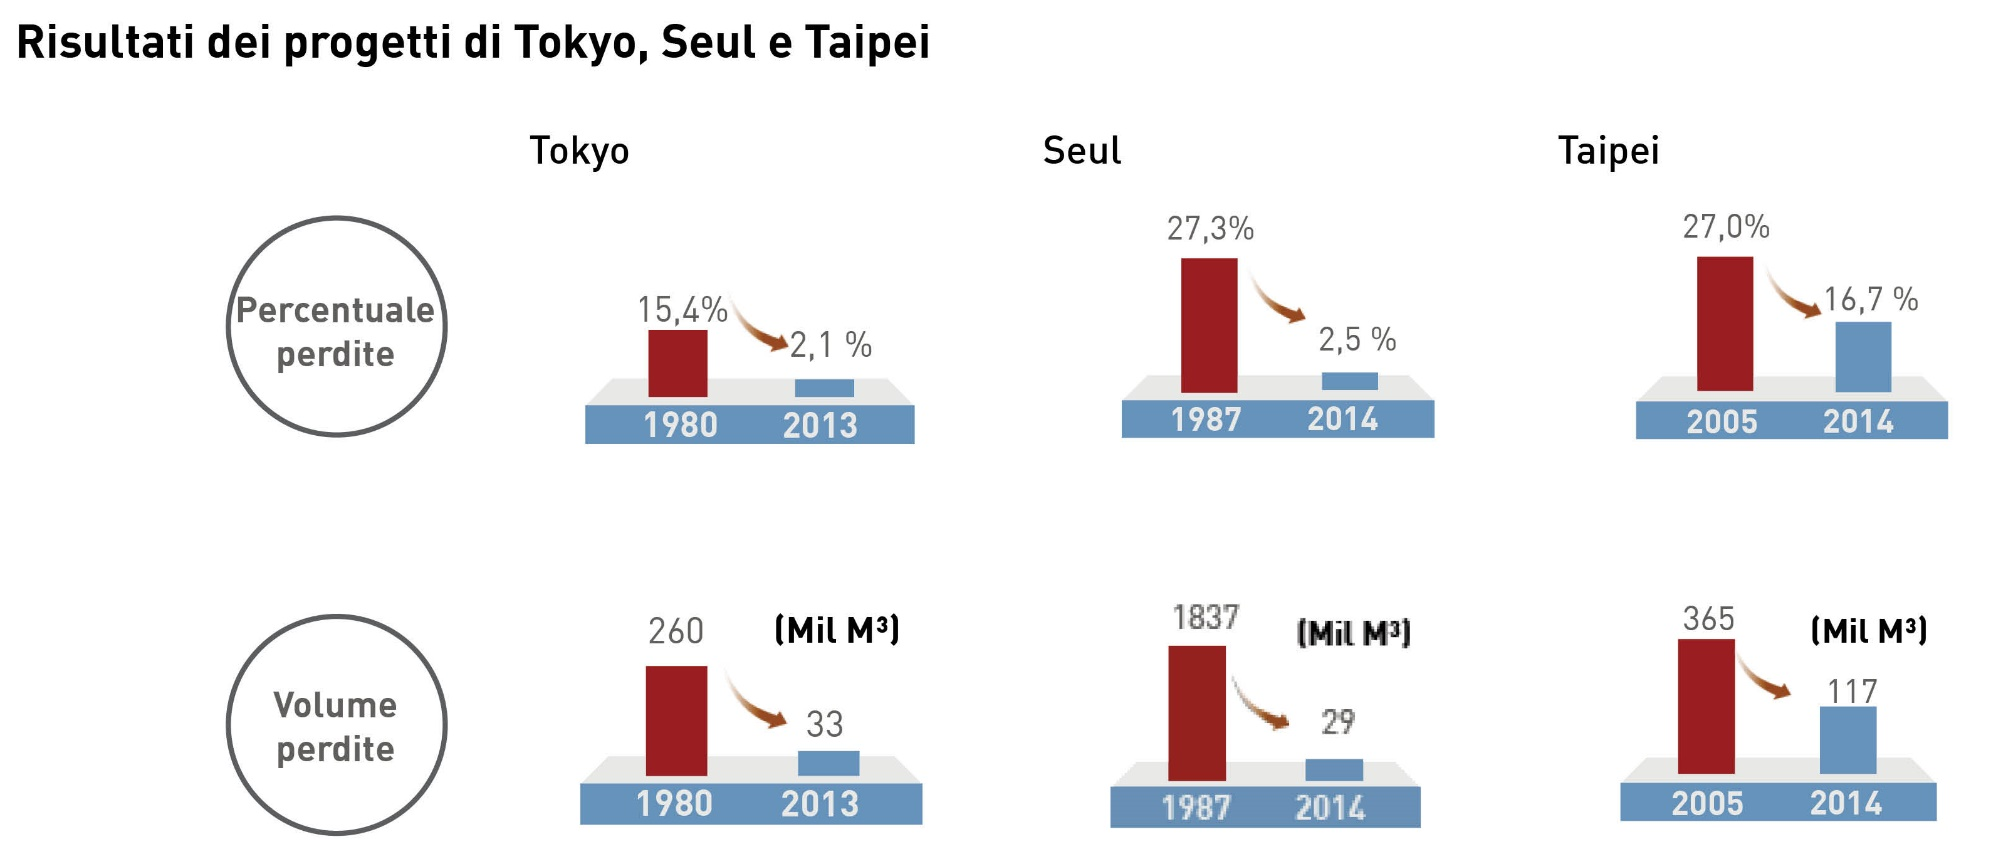 Risultati dei progetti di Tokyo, Seul e Taipei
Tokyo
Seul
Taipei
Percentuale
perdite
15,4%
2,1 %
1980 2013
27,3%
2,5 %
1987 2014
27,0%
16,7 %
2005 2014
Volume
perdite
260
(Mil M³)
33
1980 2013
1837
(Mil M³)
29
1987 2014
365
(Mil M³)
117
2005 2014